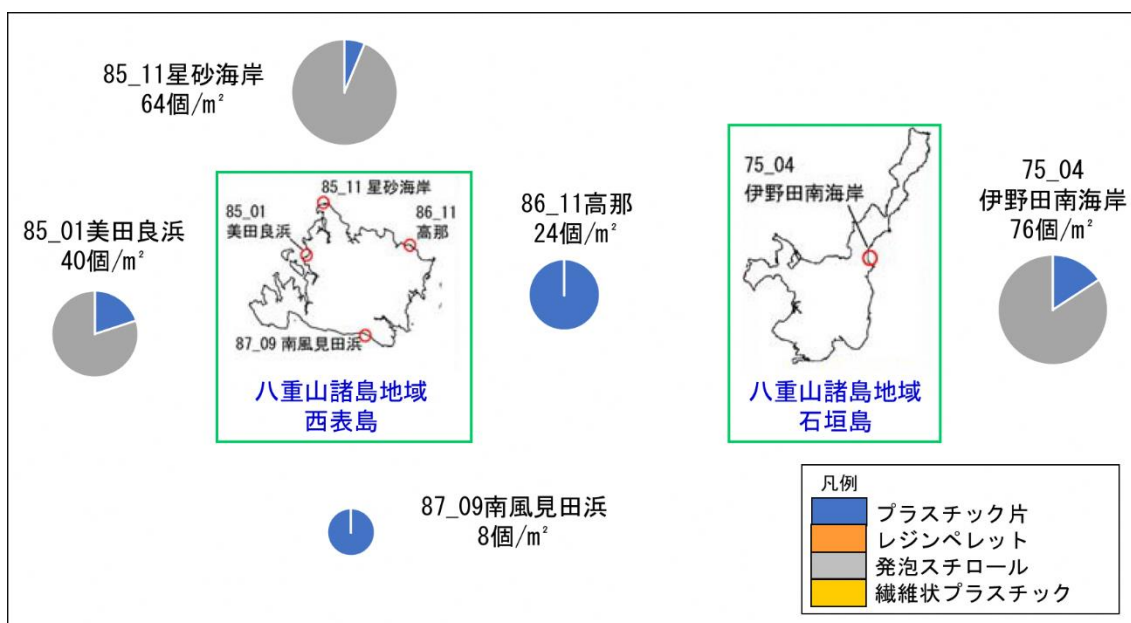 85_11星砂海岸
64個/m²
85_01美田良浜
40個/m²
85_11 星砂海岸
85_01
美田良浜
86_11
高那
87_09 南風見田浜
八重山諸島地域
西表島
86_11高那
24個/m²
87_09南風見田浜
8個/m²
75_04
伊野田南海岸
八重山諸島地域
石垣島
75_04
伊野田南海岸
76個/m²
凡例
プラスチック片
レジンペレット
発泡スチロール
繊維状プラスチック